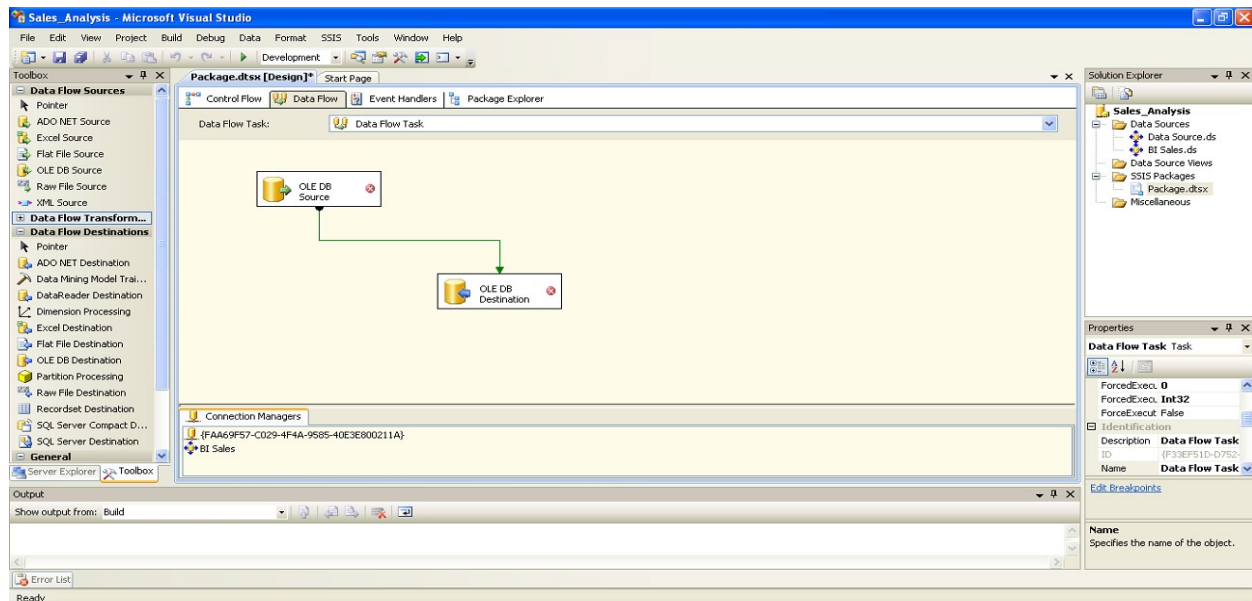 Sales_Analysis - Microsoft Visual Studio
File Edit View Project Build Debug Data Format SSIS Tools Window Help
Development
Toolbox
Data Flow Sources
Pointer
ADO NET Source
Excel Source
Flat File Source
OLE DB Source
Raw File Source
XML Source
Data Flow Transform...
Data Flow Destinations
Pointer
ADO NET Destination
Data Mining Model Trai...
DataReader Destination
Dimension Processing
Excel Destination
Flat File Destination
OLE DB Destination
Partition Processing
Raw File Destination
Recordset Destination
SQL Server Compact D...
SQL Server Destination
General
Server Explorer Toolbox
Package.dtsx [Design]* Start Page
Control Flow Data Flow Event Handlers Package Explorer
Data Flow Task: Data Flow Task
OLE DB
Source
OLE DB
Destination
Connection Managers
{FAA69F57-C029-4F4A-9585-40E3E800211A}
BI Sales
Solution Explorer
Sales_Analysis
Data Sources
Data Source.ds
BI Sales.ds
Data Source Views
SSIS Packages
Package.dtsx
Miscellaneous
Properties
Data Flow Task Task
ForcedExecu 0
ForcedExecu Int32
ForceExecut False
Identification
Description Data Flow Task
ID {F33EF51D-D752-
Name Data Flow Task
Edit Breakpoints
Name
Specifies the name of the object.
Output
Show output from: Build
Error List
Ready